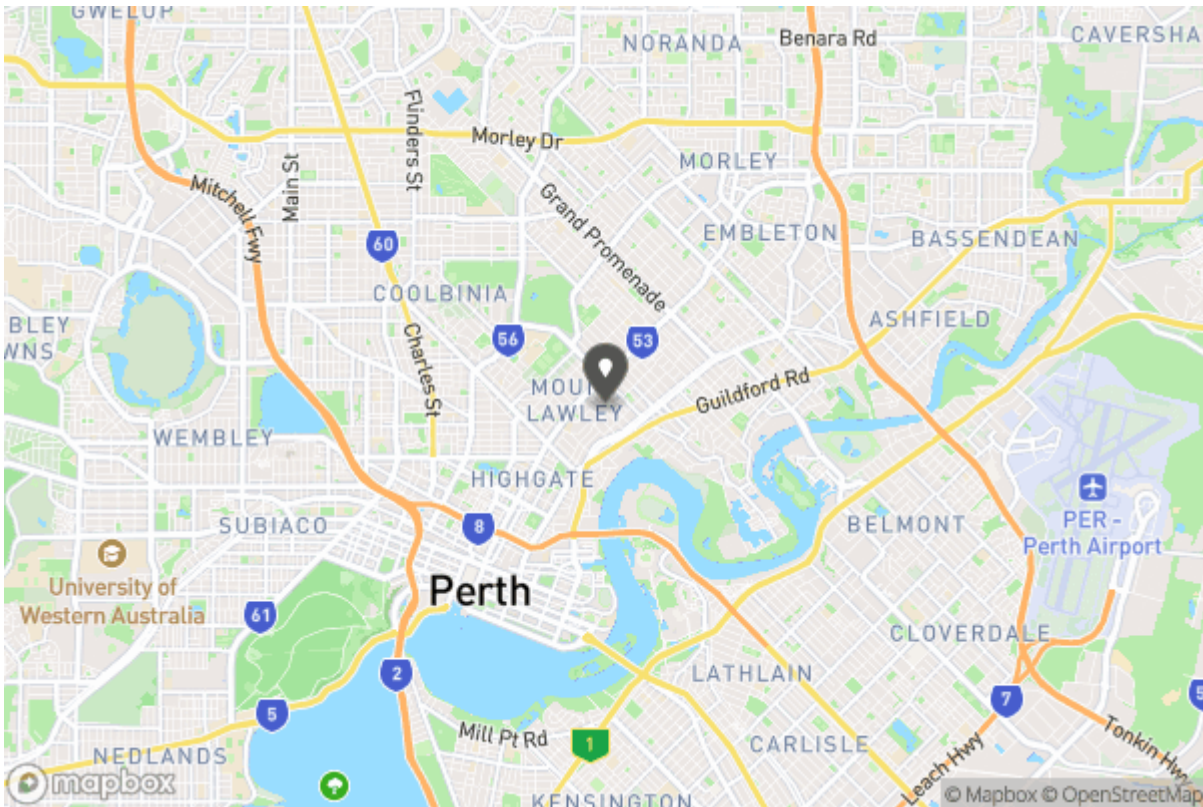 GWELUP
NORANDA
Benara Rd
CAVERSHA
Flinders St
Morley Dr
MORLEY
Main St
Mitchell Fwy
Grand Promenade
60
EMBLETON
BASSENDEAN
COOLBINIA
BLEY
WNS
56
53
ASHFIELD
Charles St
MOUN
LAWLEY
Guildford Rd
WEMBLEY
HIGHGATE
SUBIACO
8
BELMONT
PER -
Perth Airport
University of
Western Australia
Perth
61
CLOVERDALE
2
LATHLAIN
5
7
5
Mill Pt Rd
1
NEDLANDS
CARLISLE
Leach Hwy
Tonkin Hwy
mapbox
KENSINGTON
© Mapbox © OpenStreetMap